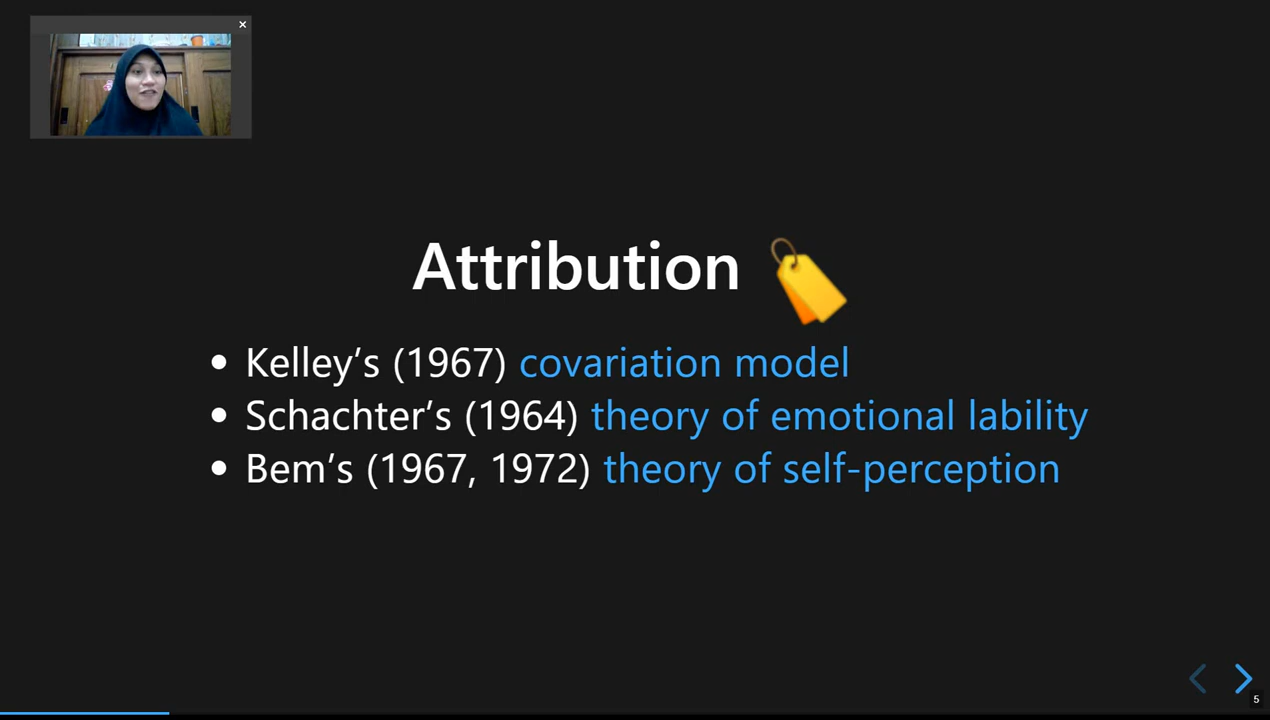 Attribution
Kelley’s (1967) covariation model
Schachter’s (1964) theory of emotional lability
Bem’s (1967, 1972) theory of self-perception
5